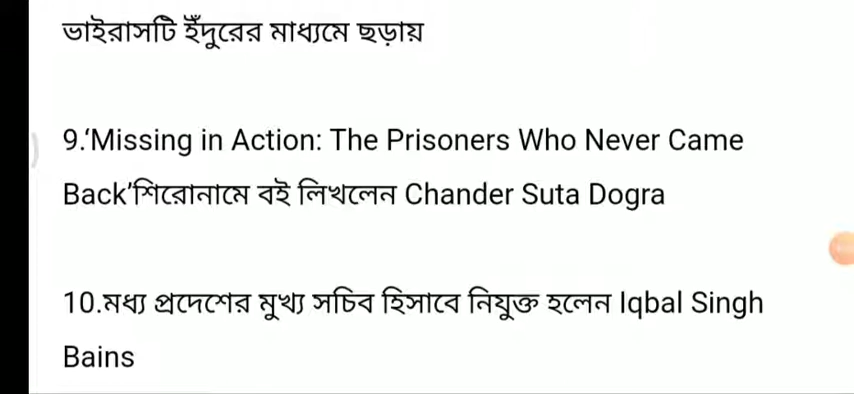 ভাইরাসটি ইঁদুরের মাধ্যমে ছড়ায়
9.‘Missing in Action: The Prisoners Who Never Came
Back’শিরোনামে বই লিখলেন Chander Suta Dogra
10.মধ্য প্রদেশের মুখ্য সচিব হিসাবে নিযুক্ত হলেন Iqbal Singh
Bains